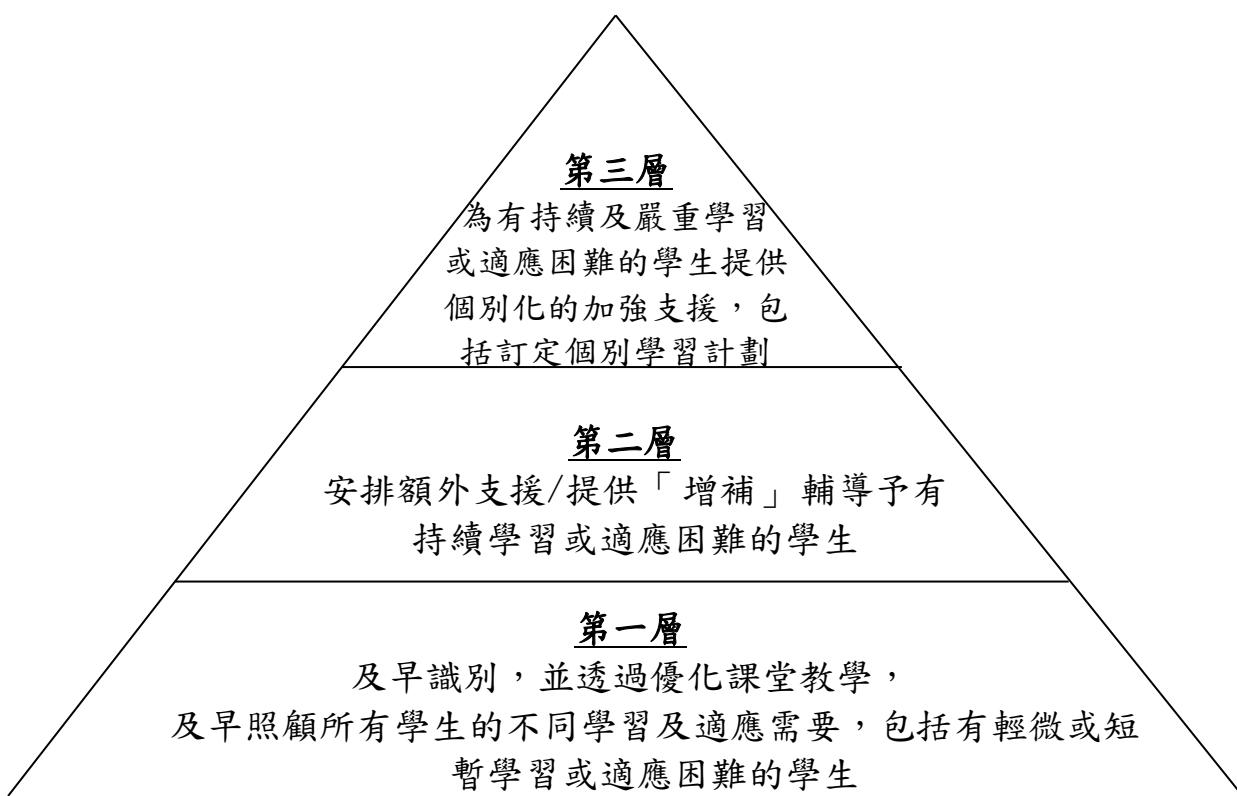 第三層
為有持續及嚴重學習
或適應困難的學生提供
個別化的加強支援，包
括訂定個別學習計劃
第二層
安排額外支援/提供「增補」輔導予有
持續學習或適應困難的學生
第一層
及早識別，並透過優化課堂教學，
及早照顧所有學生的不同學習及適應需要，包括有輕微或短
暫學習或適應困難的學生